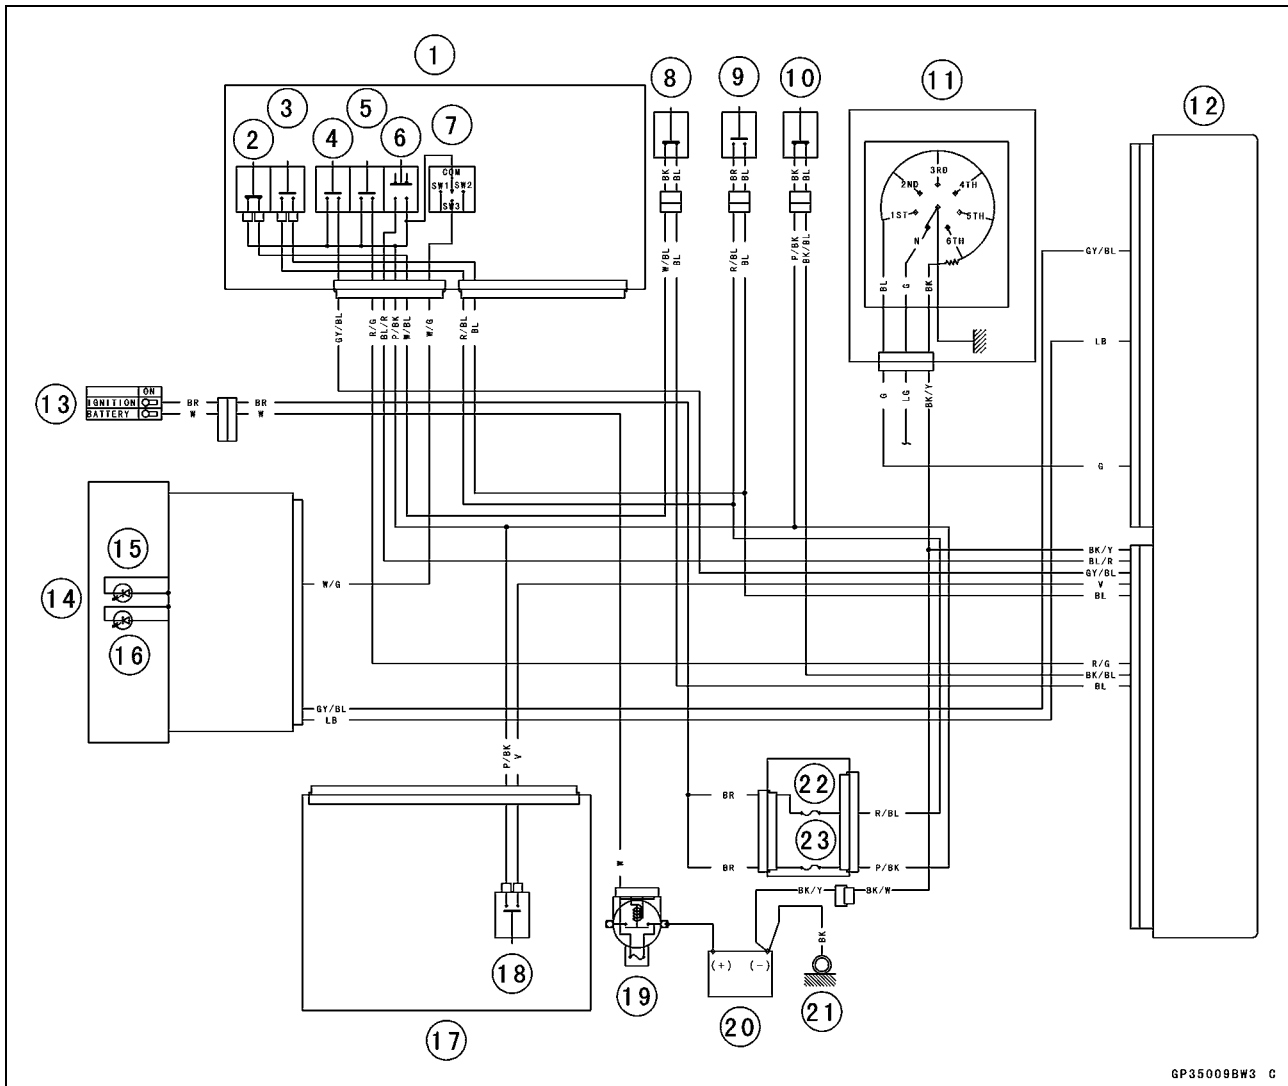 1
8
9
10
11
12
3
5
2
4
6
7
COM
SW1 SW2
SW3
BK BL
BR BL
BK BL
3RD
2ND 4TH
1ST 5TH
N 6TH
BL G BK
W/BL BL
R/BL BL
P/BK BK/BL
GY/BL
GY/BL R/G BL/R P/BK W/BL W/G R/BL BL
LB
G LG BK/Y
13
ON
IGNITION
BATTERY
BR BR
W W
G
14
15
16
W/G
BK/Y
BL/R
GY/BL
V
BL
R/G
BK/BL
BL
GY/BL
LB
P/BK V
22
BR R/BL
23
BR P/BK
W
BK/Y BK/W
BK
(+) (-)
18
19
20
21
17
GP35009BW3 C